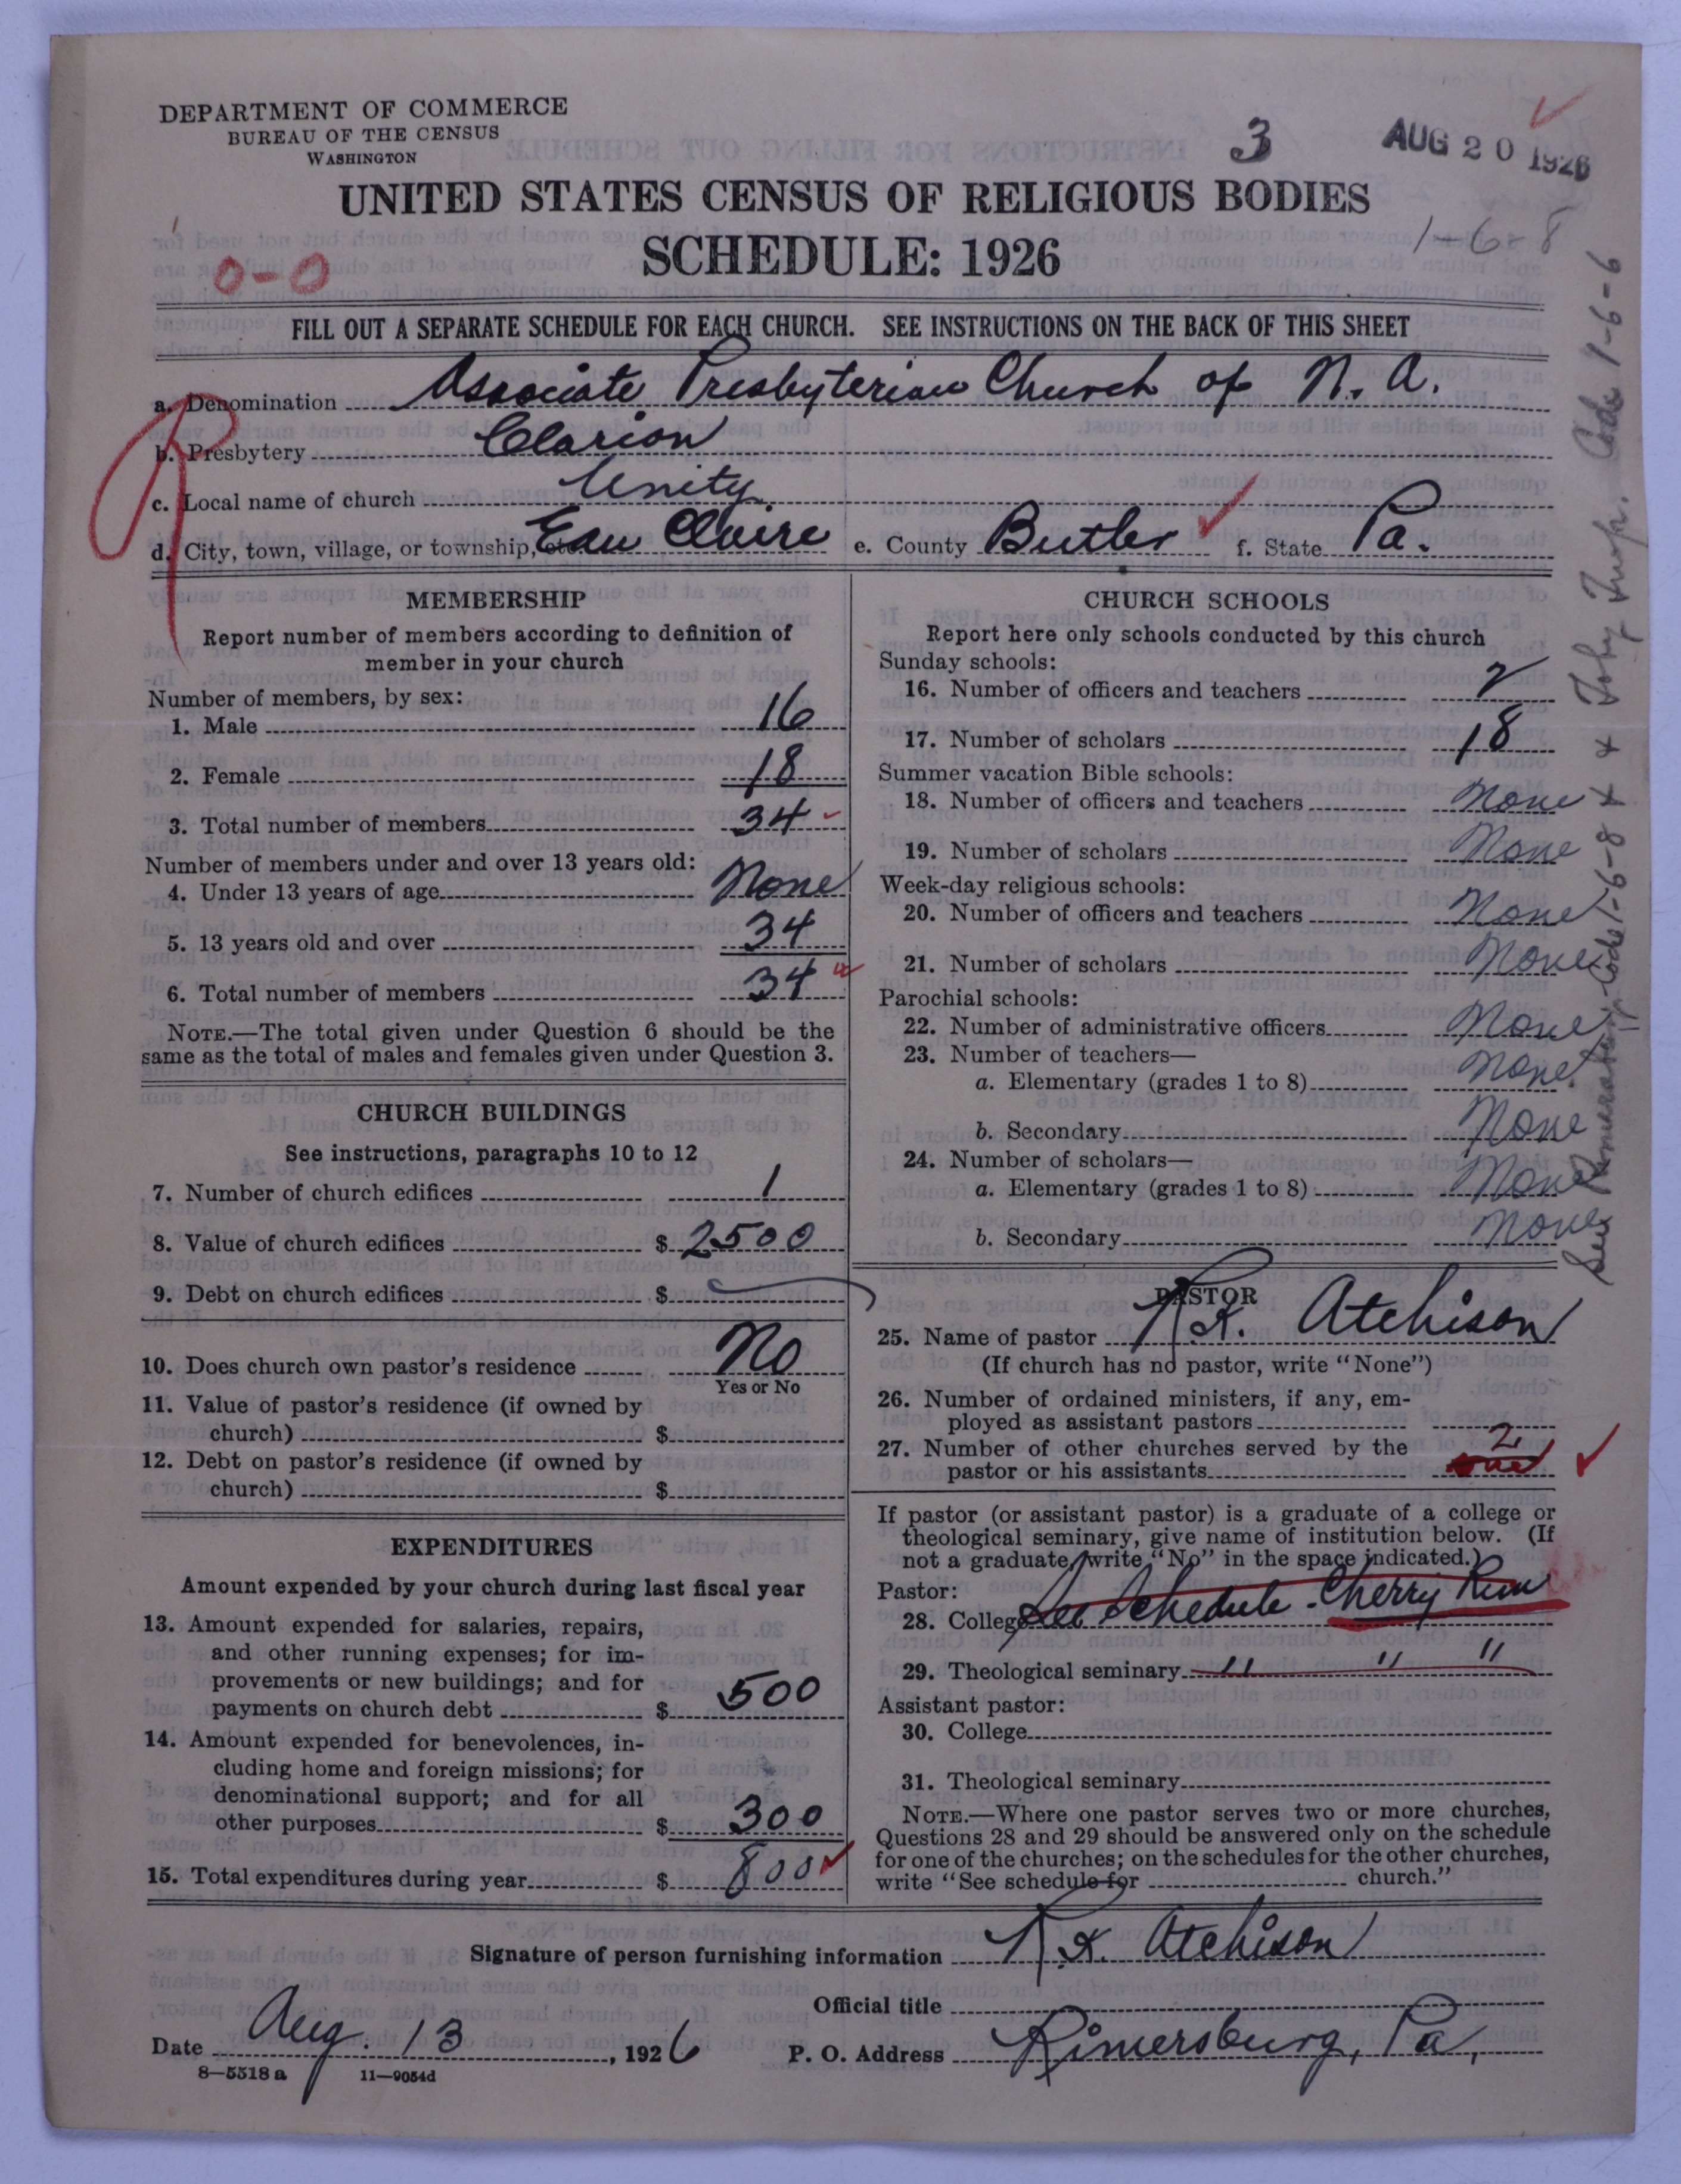 DEPARTMENT OF COMMERCE
BUREAU OF THE CENSUS
WASHINGTON
3
AUG 20 1926
UNITED STATES CENSUS OF RELIGIOUS BODIES
1-6-8
SCHEDULE: 1926
0-0
FILL OUT A SEPARATE SCHEDULE FOR EACH CHURCH. SEE INSTRUCTIONS ON THE BACK OF THIS SHEET
a. Denomination Associate Presbyterian Church of N. A.
b. Presbytery Clarion
c. Local name of church Unity
d. City, town, village, or township, etc. Eau Claire e. County Butler f. State Pa.
MEMBERSHIP
Report number of members according to definition of
member in your church
Number of members, by sex:
1. Male 16
2. Female 18
3. Total number of members 34
Number of members under and over 13 years old:
4. Under 13 years of age None
5. 13 years old and over 34
6. Total number of members 34
NOTE.—The total given under Question 6 should be the
same as the total of males and females given under Question 3.
CHURCH BUILDINGS
See instructions, paragraphs 10 to 12
7. Number of church edifices 1
8. Value of church edifices $ 2500
9. Debt on church edifices $
10. Does church own pastor's residence No
Yes or No
11. Value of pastor's residence (if owned by
church) $
12. Debt on pastor's residence (if owned by
church) $
EXPENDITURES
Amount expended by your church during last fiscal year
13. Amount expended for salaries, repairs,
and other running expenses; for im-
provements or new buildings; and for
payments on church debt $ 500
14. Amount expended for benevolences, in-
cluding home and foreign missions; for
denominational support; and for all
other purposes $ 300
15. Total expenditures during year $ 800
CHURCH SCHOOLS
Report here only schools conducted by this church
Sunday schools:
16. Number of officers and teachers 2
17. Number of scholars 18
Summer vacation Bible schools:
18. Number of officers and teachers None
19. Number of scholars None
Week-day religious schools:
20. Number of officers and teachers None
21. Number of scholars None
Parochial schools:
22. Number of administrative officers None
23. Number of teachers—
a. Elementary (grades 1 to 8) None
b. Secondary None
24. Number of scholars—
a. Elementary (grades 1 to 8) None
b. Secondary None
PASTOR
25. Name of pastor R. K. Atchison
(If church has no pastor, write "None")
26. Number of ordained ministers, if any, em-
ployed as assistant pastors
27. Number of other churches served by the
pastor or his assistants one 2
If pastor (or assistant pastor) is a graduate of a college or
theological seminary, give name of institution below. (If
not a graduate, write "No" in the space indicated.)
Pastor:
28. College See Schedule - Cherry Run
29. Theological seminary " " "
Assistant pastor:
30. College
31. Theological seminary
NOTE.—Where one pastor serves two or more churches,
Questions 28 and 29 should be answered only on the schedule
for one of the churches; on the schedules for the other churches,
write "See schedule for church."
Signature of person furnishing information R. K. Atchison
Official title
Date Aug. 13, 1926 P. O. Address Rimersburg, Pa.
8—5518 a 11—9054d
Code 1-6-8 & Toby Twp. Code 1-6-6